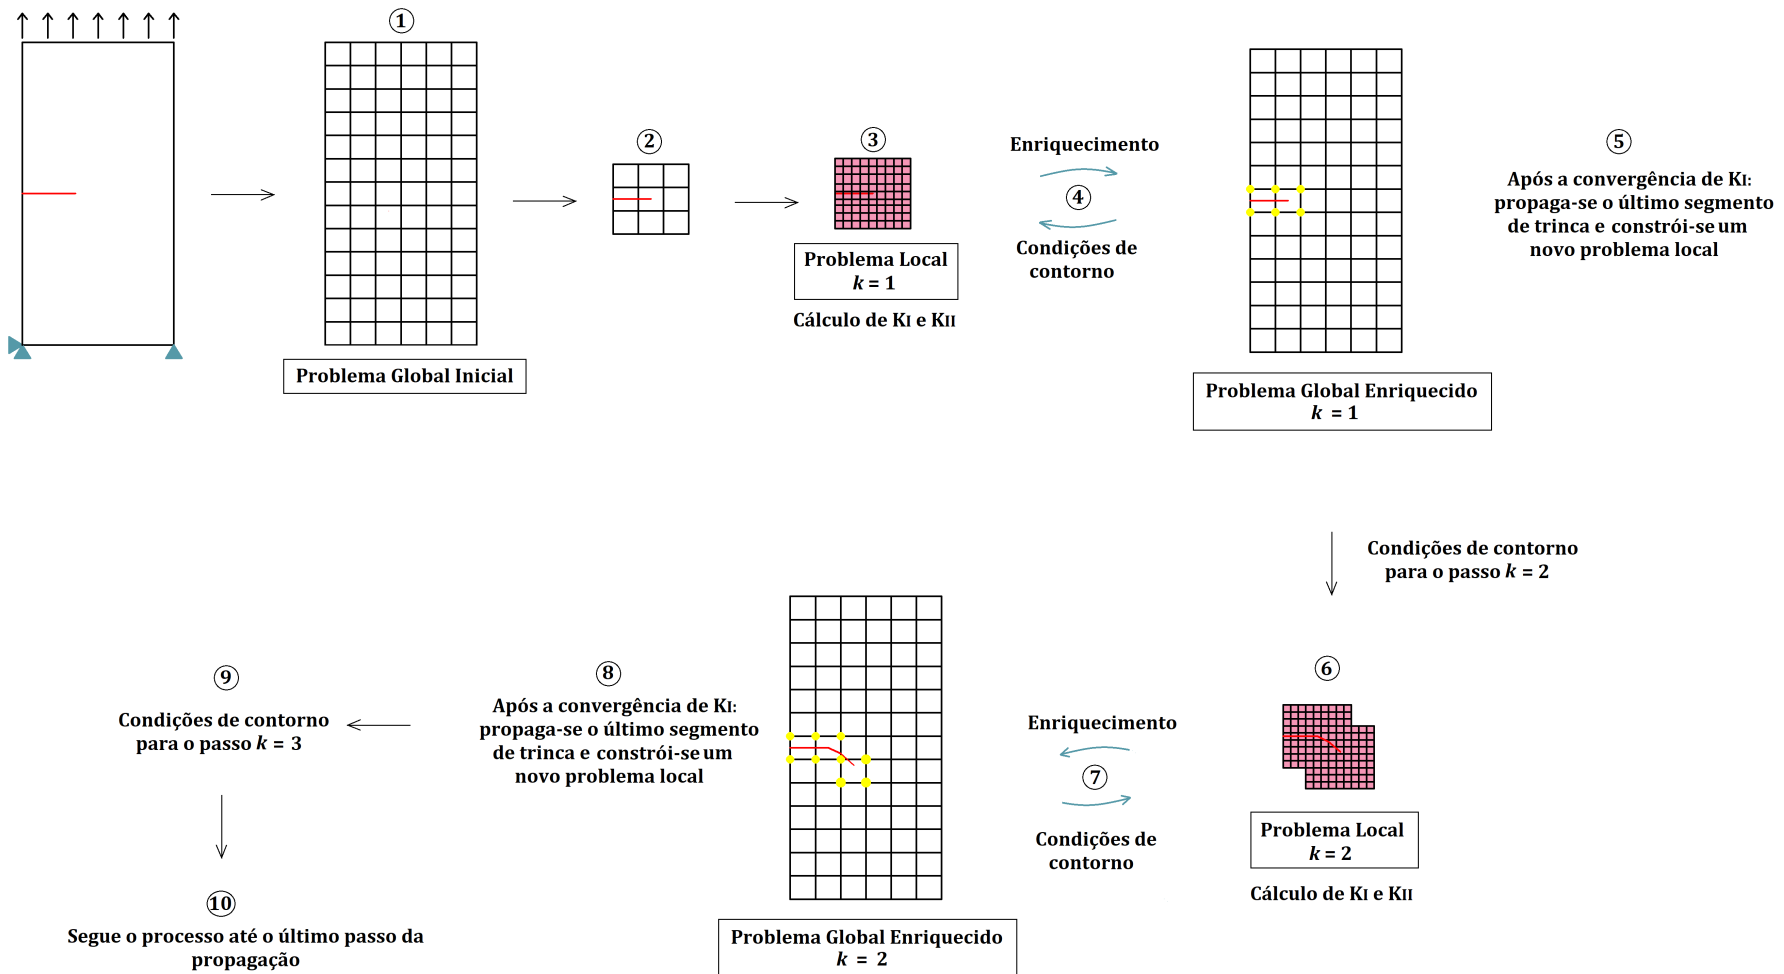 ①
Problema Global Inicial
②
③
Problema Local
k = 1
Cálculo de KI e KII
Enriquecimento
④
Condições de
contorno
Problema Global Enriquecido
k = 1
⑤
Após a convergência de KI:
propaga-se o último segmento
de trinca e constrói-se um
novo problema local
Condições de contorno
para o passo k = 2
⑥
Problema Local
k = 2
Cálculo de KI e KII
Enriquecimento
⑦
Condições de
contorno
Problema Global Enriquecido
k = 2
⑧
Após a convergência de KI:
propaga-se o último segmento
de trinca e constrói-se um
novo problema local
⑨
Condições de contorno
para o passo k = 3
⑩
Segue o processo até o último passo da
propagação